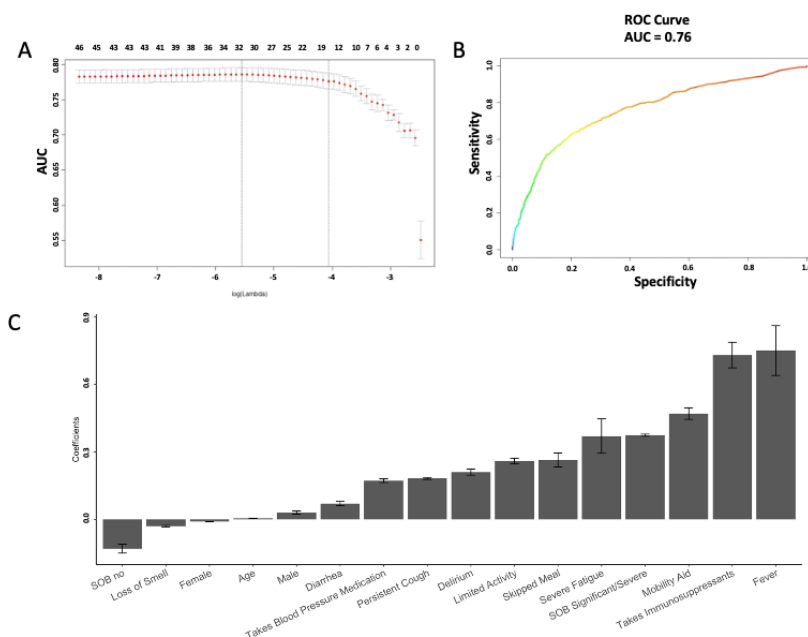 A
46 45 43 43 43 41 39 38 36 34 32 30 27 25 22 19 12 10 7 6 4 3 2 0
0.80
0.75
0.70
0.65
0.60
0.55
AUC
-8 -7 -6 -5 -4 -3
log(Lambda)
B
ROC Curve
AUC = 0.76
1.0
0.8
0.6
0.4
0.2
0.0
Sensitivity
0.0 0.2 0.4 0.6 0.8 1.0
Specificity
C
0.9
0.6
0.3
0.0
Coefficients
SOB no
Loss of Smell
Female
Age
Male
Diarrhea
Takes Blood Pressure Medication
Persistent Cough
Delirium
Limited Activity
Skipped Meal
Severe Fatigue
SOB Significant/Severe
Mobility Aid
Takes Immunosuppressants
Fever